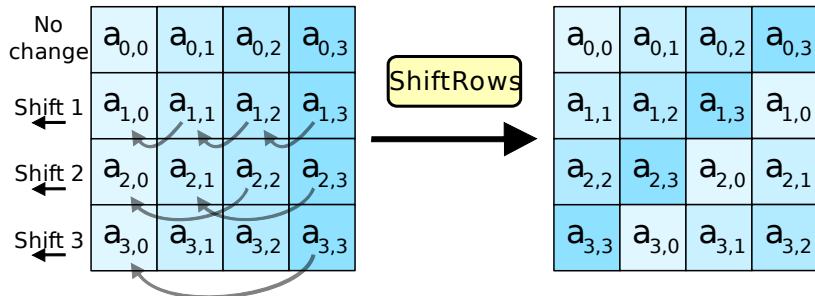 No
change
a0,0 a0,1 a0,2 a0,3
ShiftRows
a0,0 a0,1 a0,2 a0,3
Shift 1
a1,0 a1,1 a1,2 a1,3
a1,1 a1,2 a1,3 a1,0
Shift 2
a2,0 a2,1 a2,2 a2,3
a2,2 a2,3 a2,0 a2,1
Shift 3
a3,0 a3,1 a3,2 a3,3
a3,3 a3,0 a3,1 a3,2